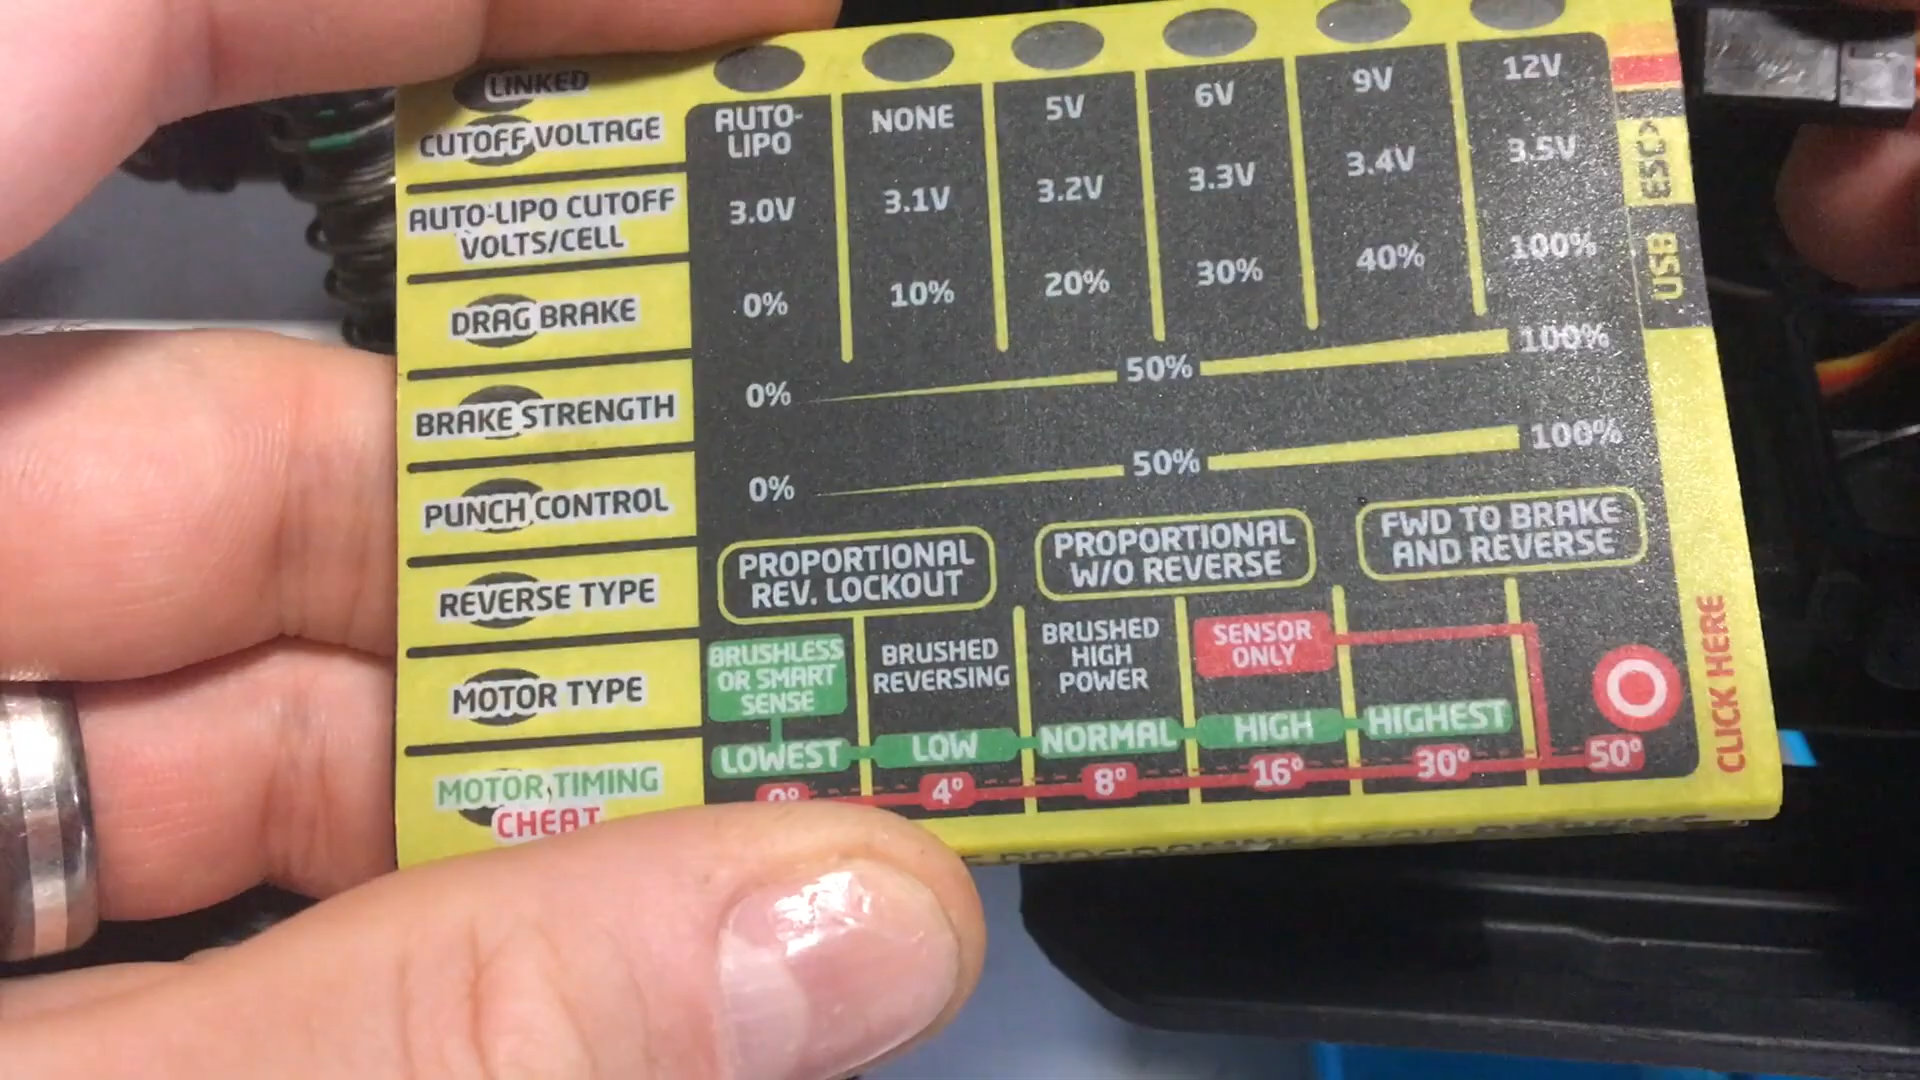 LINKED
CUTOFF VOLTAGE
AUTO-
LIPO
NONE
5V
6V
9V
12V
AUTO-LIPO CUTOFF
VOLTS/CELL
3.0V
3.1V
3.2V
3.3V
3.4V
3.5V
DRAG BRAKE
0%
10%
20%
30%
40%
100%
BRAKE STRENGTH
0%
50%
100%
PUNCH CONTROL
0%
50%
100%
REVERSE TYPE
PROPORTIONAL
REV. LOCKOUT
PROPORTIONAL
W/O REVERSE
FWD TO BRAKE
AND REVERSE
MOTOR TYPE
BRUSHLESS
OR SMART
SENSE
BRUSHED
REVERSING
BRUSHED
HIGH
POWER
SENSOR
ONLY
MOTOR TIMING
CHEAT
LOWEST
LOW
NORMAL
HIGH
HIGHEST
0°
4°
8°
16°
30°
50°
ESC>
USB
CLICK HERE